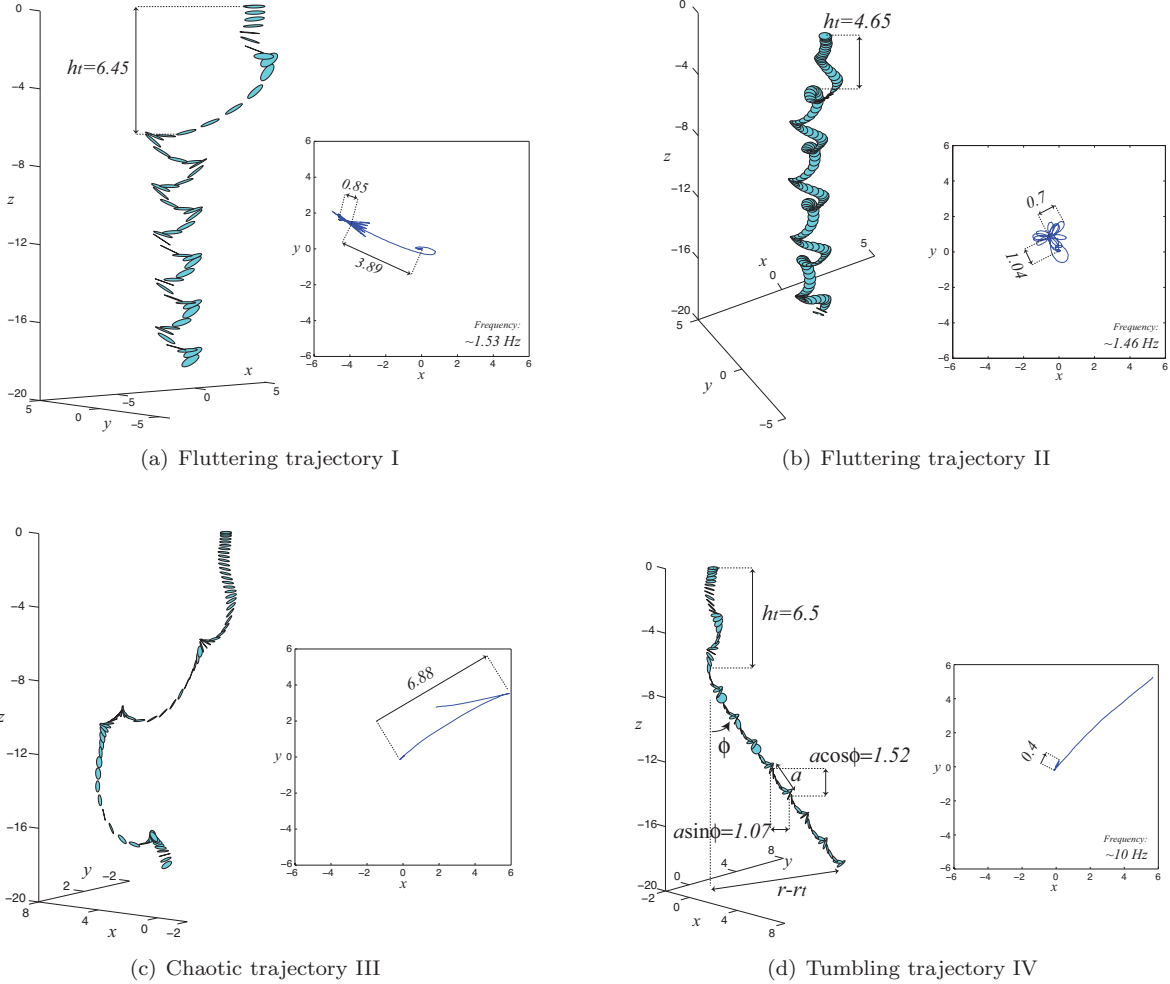 0
−4
−8
z
−12
−16
−20
ht=6.45
x
5
0
−5
5
0
−5
y
6
4
2
y 0
−2
−4
−6
0.85
3.89
Frequency:
~1.53 Hz
−6 −4 −2 0 2 4 6
x
(a) Fluttering trajectory I
0
−4
−8
z
−12
−16
−20
ht=4.65
x
5
0
5
y
0
−5
6
4
2
y 0
−2
−4
−6
0.7
1.04
Frequency:
~1.46 Hz
−6 −4 −2 0 2 4 6
x
(b) Fluttering trajectory II
0
−4
−8
z
−12
−16
−20
y
−2
2
8
4
0
−2
x
6
4
2
y 0
−2
−4
−6
6.88
−6 −4 −2 0 2 4 6
x
(c) Chaotic trajectory III
0
−4
−8
z
−12
−16
−20
ht=6.5
ϕ
a
acosϕ=1.52
asinϕ=1.07
8
y
4
0
−2
0
4
8
x
r-rt
6
4
2
y 0
−2
−4
−6
0.4
Frequency:
~10 Hz
−6 −4 −2 0 2 4 6
x
(d) Tumbling trajectory IV